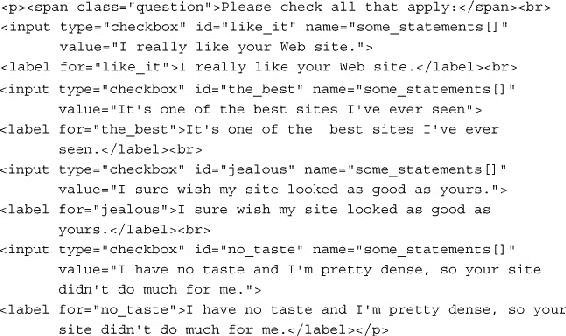 <p><span class="question">Please check all that apply:</span><br>
<input type="checkbox" id="like_it" name="some_statements[]"
value="I really like your Web site.">
<label for="like_it">I really like your Web site.</label><br>
<input type="checkbox" id="the_best" name="some_statements[]"
value="It's one of the best sites I've ever seen">
<label for="the_best">It's one of the  best sites I've ever
seen.</label><br>
<input type="checkbox" id="jealous" name="some_statements[]"
value="I sure wish my site looked as good as yours.">
<label for="jealous">I sure wish my site looked as good as
yours.</label><br>
<input type="checkbox" id="no_taste" name="some_statements[]"
value="I have no taste and I'm pretty dense, so your site
didn't do much for me.">
<label for="no_taste">I have no taste and I'm pretty dense, so your
site didn't do much for me.</label></p>